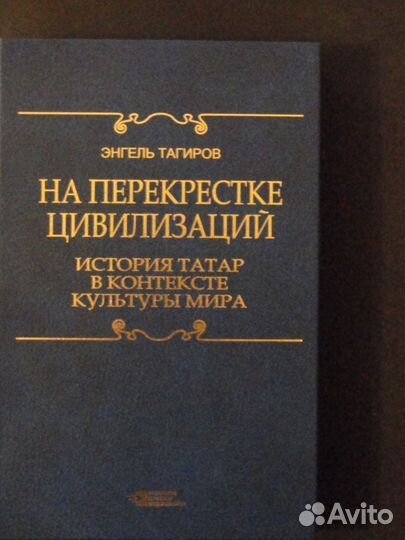 ЭНГЕЛЬ ТАГИРОВ
НА ПЕРЕКРЕСТКЕ
ЦИВИЛИЗАЦИЙ
ИСТОРИЯ ТАТАР
В КОНТЕКСТЕ
КУЛЬТУРЫ МИРА
Avito